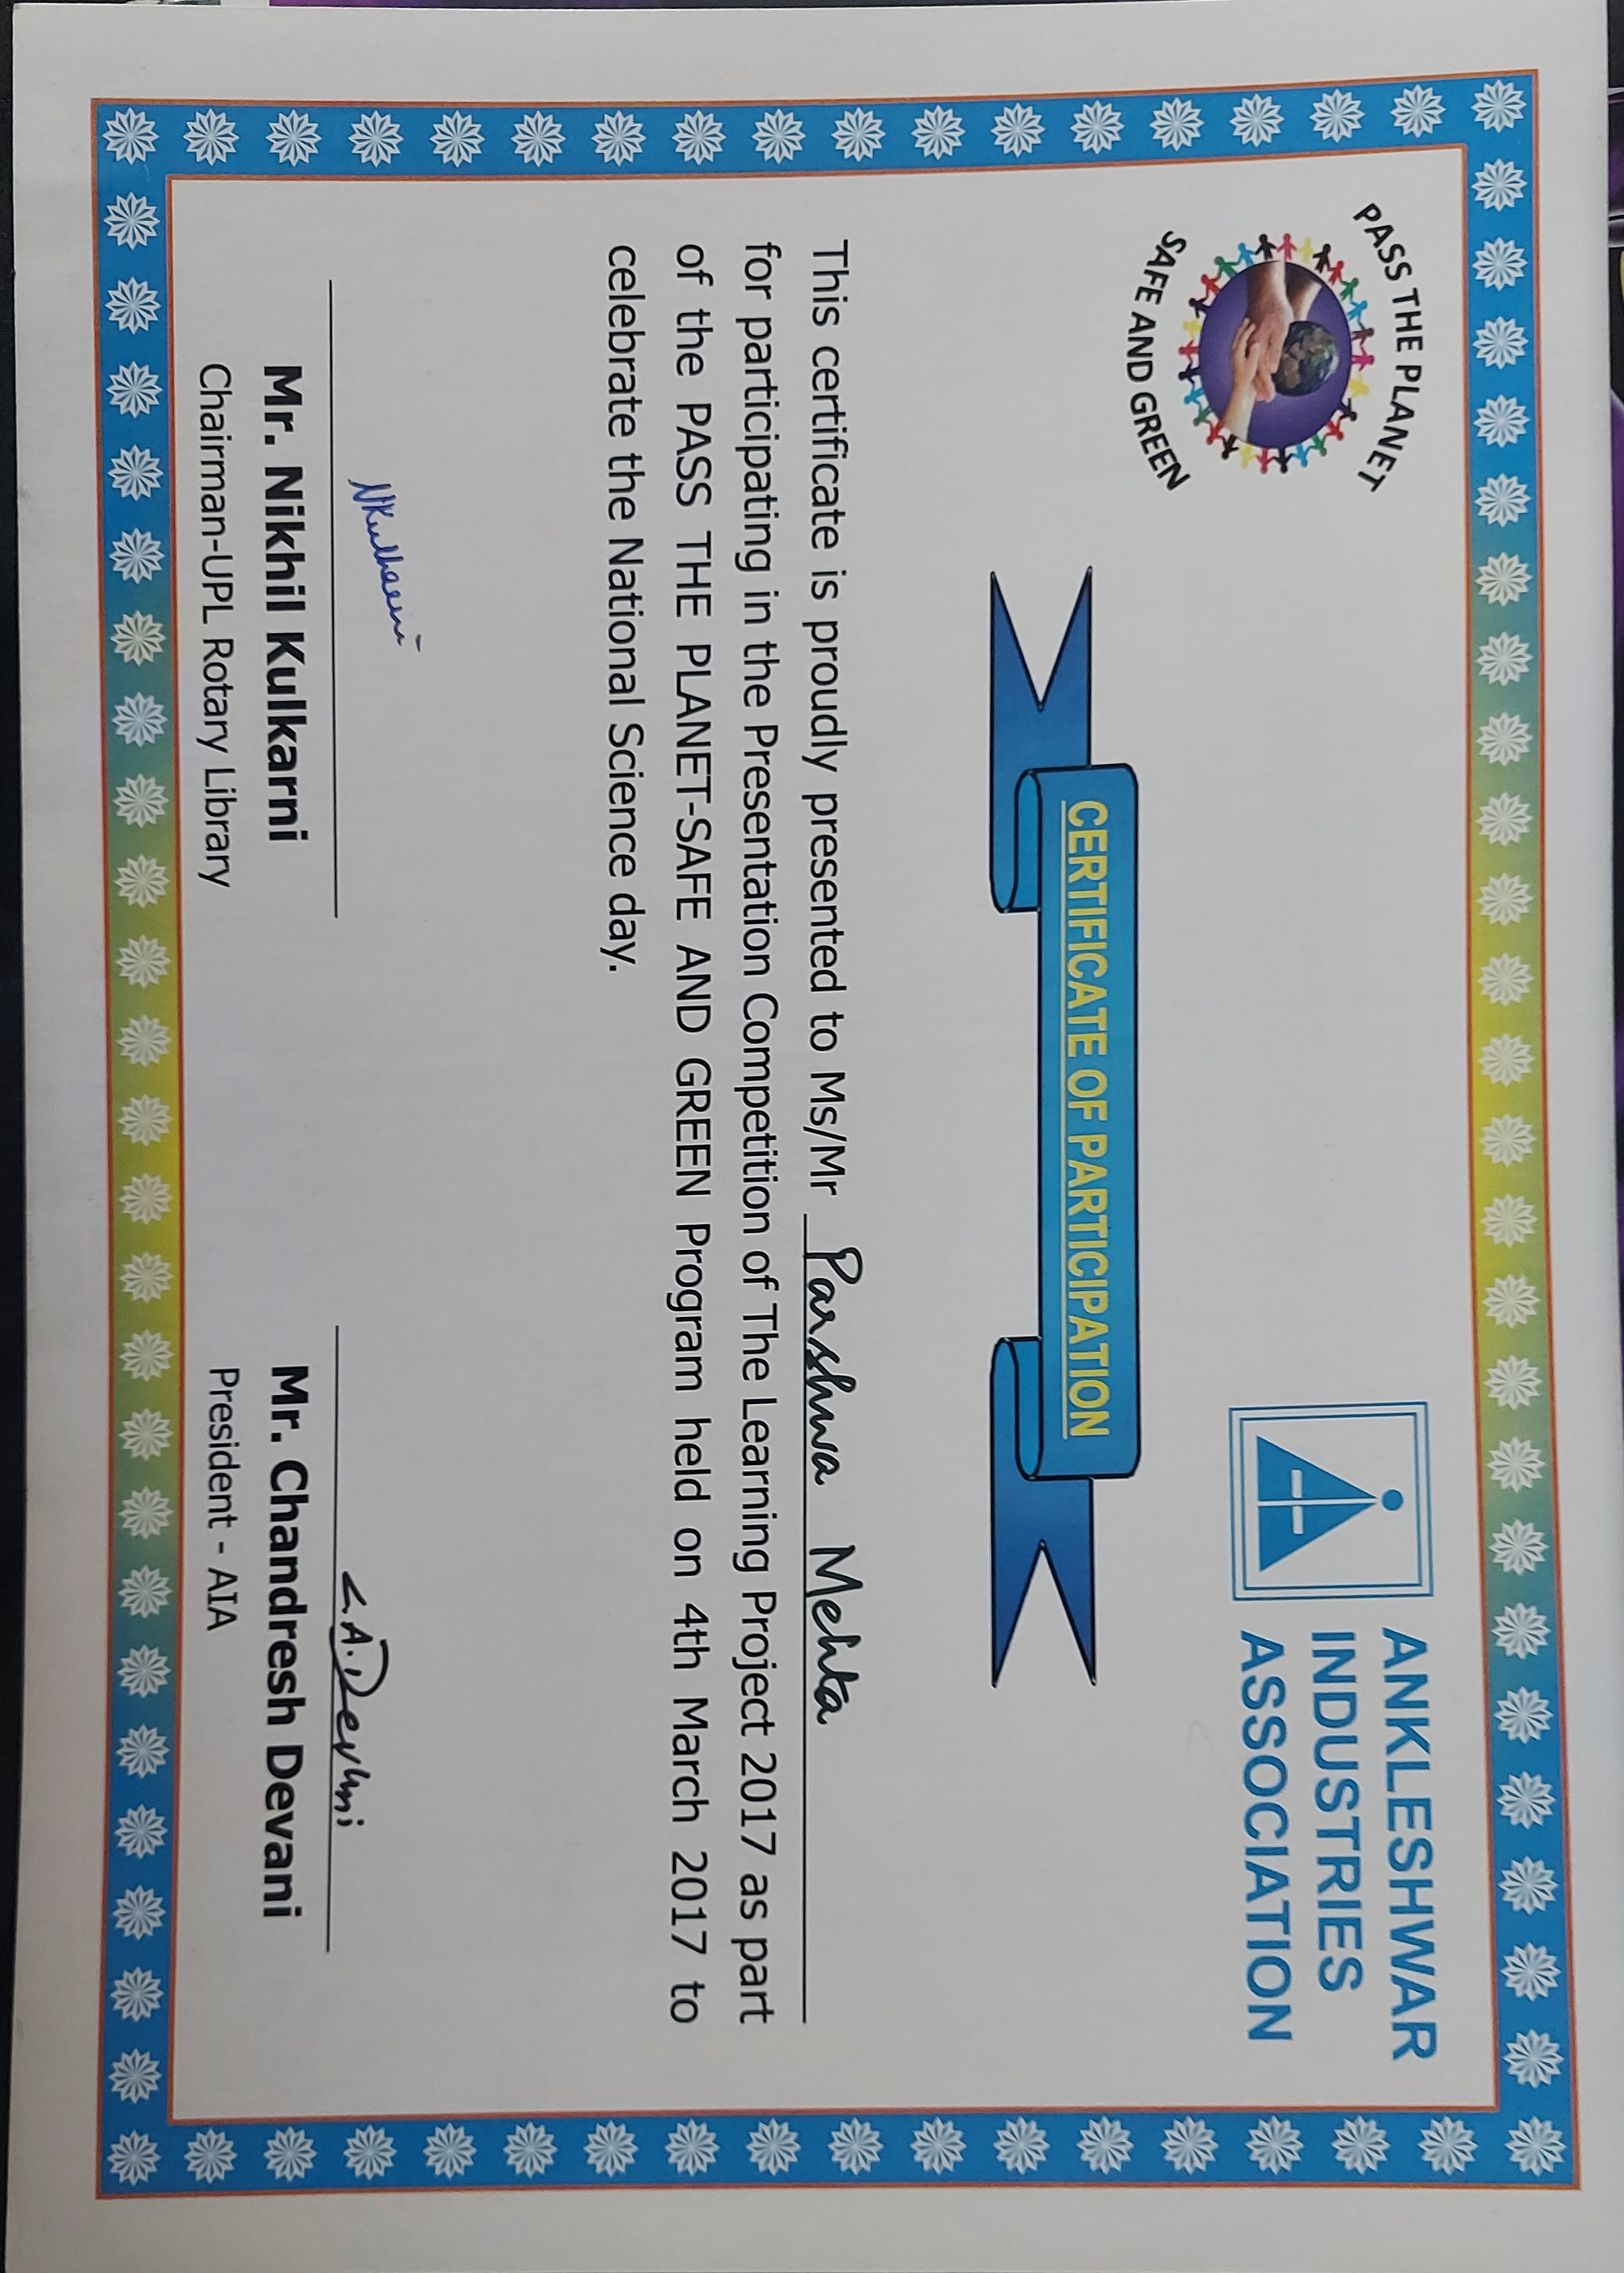 PASS THE PLANET
SAFE AND GREEN
ANKLESHWAR
INDUSTRIES
ASSOCIATION
CERTIFICATE OF PARTICIPATION
This certificate is proudly presented to Ms/Mr Parshwa Mehta
for participating in the Presentation Competition of The Learning Project 2017 as part
of the PASS THE PLANET-SAFE AND GREEN Program held on 4th March 2017 to
celebrate the National Science day.
NKulkarni
C.A.Devani
Mr. Nikhil Kulkarni
Chairman-UPL Rotary Library
Mr. Chandresh Devani
President - AIA